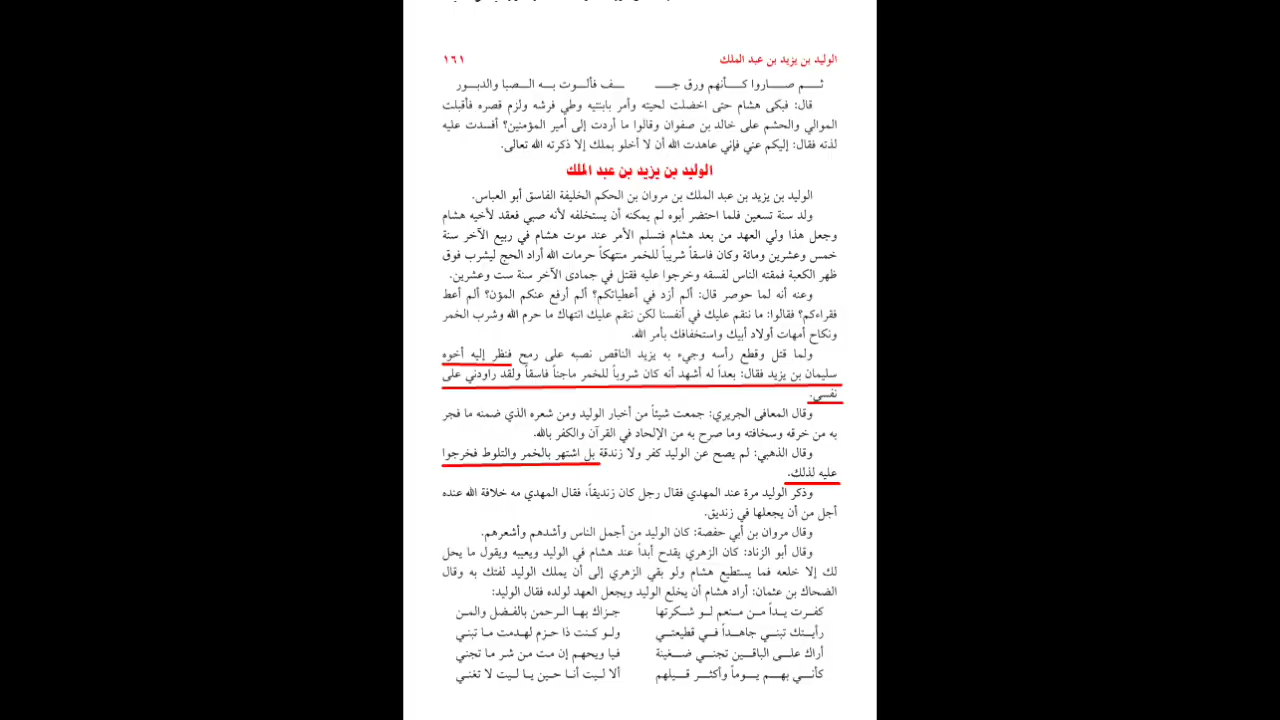 الوليد بن يزيد بن عبد الملك ١٦١
ثم صاروا كأنهم ورق جـ ـف فألوت به الصبا والدبور
قال: فبكى هشام حتى اخضلت لحيته وأمر بابنتيه وطي فرشه ولزم قصره فأقبلت
الموالي والحشم على خالد بن صفوان وقالوا ما أردت إلى أمير المؤمنين؟ أفسدت عليه
لذته فقال: إليكم عني فإني عاهدت الله أن لا أخلو بملك إلا ذكرته الله تعالى.
الوليد بن يزيد بن عبد الملك
الوليد بن يزيد بن عبد الملك بن مروان بن الحكم الخليفة الفاسق أبو العباس.
ولد سنة تسعين فلما احتضر أبوه لم يمكنه أن يستخلفه لأنه صبي فعقد لأخيه هشام
وجعل هذا ولي العهد من بعد هشام فتسلم الأمر عند موت هشام في ربيع الآخر سنة
خمس وعشرين ومائة وكان فاسقاً شريباً للخمر منتهكاً حرمات الله أراد الحج ليشرب فوق
ظهر الكعبة فمقته الناس لفسقه وخرجوا عليه فقتل في جمادى الآخر سنة ست وعشرين.
وعنه أنه لما حوصر قال: ألم أزد في أعطياتكم؟ ألم أرفع عنكم المؤن؟ ألم أعط
فقراءكم؟ فقالوا: ما ننقم عليك في أنفسنا لكن ننقم عليك انتهاك ما حرم الله وشرب الخمر
ونكاح أمهات أولاد أبيك واستخفافك بأمر الله.
ولما قتل وقطع رأسه وجيء به يزيد الناقص نصبه على رمح فنظر إليه أخوه
سليمان بن يزيد فقال: بعداً له أشهد أنه كان شروباً للخمر ماجناً فاسقاً ولقد راودني على
نفسي.
وقال المعافى الجريري: جمعت شيئاً من أخبار الوليد ومن شعره الذي ضمنه ما فجر
به من خرقه وسخافته وما صرح به من الإلحاد في القرآن والكفر بالله.
وقال الذهبي: لم يصح عن الوليد كفر ولا زندقة بل اشتهر بالخمر والتلوط فخرجوا
عليه لذلك.
وذكر الوليد مرة عند المهدي فقال رجل كان زنديقاً، فقال المهدي مه خلافة الله عنده
أجل من أن يجعلها في زنديق.
وقال مروان بن أبي حفصة: كان الوليد من أجمل الناس وأشدهم وأشعرهم.
وقال أبو الزناد: كان الزهري يقدح أبداً عند هشام في الوليد ويعيبه ويقول ما يحل
لك إلا خلعه فما يستطيع هشام ولو بقي الزهري إلى أن يملك الوليد لفتك به وقال
الضحاك بن عثمان: أراد هشام أن يخلع الوليد ويجعل العهد لولده فقال الوليد:
كفرت يداً من منعم لو شكرتها جزاك بها الرحمن بالفضل والمن
رأيتك تبني جاهداً في قطيعتي ولو كنت ذا حزم لهدمت ما تبني
أراك على الباقين تجني ضغينة فيا ويحهم إن مت من شر ما تجني
كأني بهم يوماً وأكثر قيلهم ألا ليت أنا حين يا ليت لا تغني